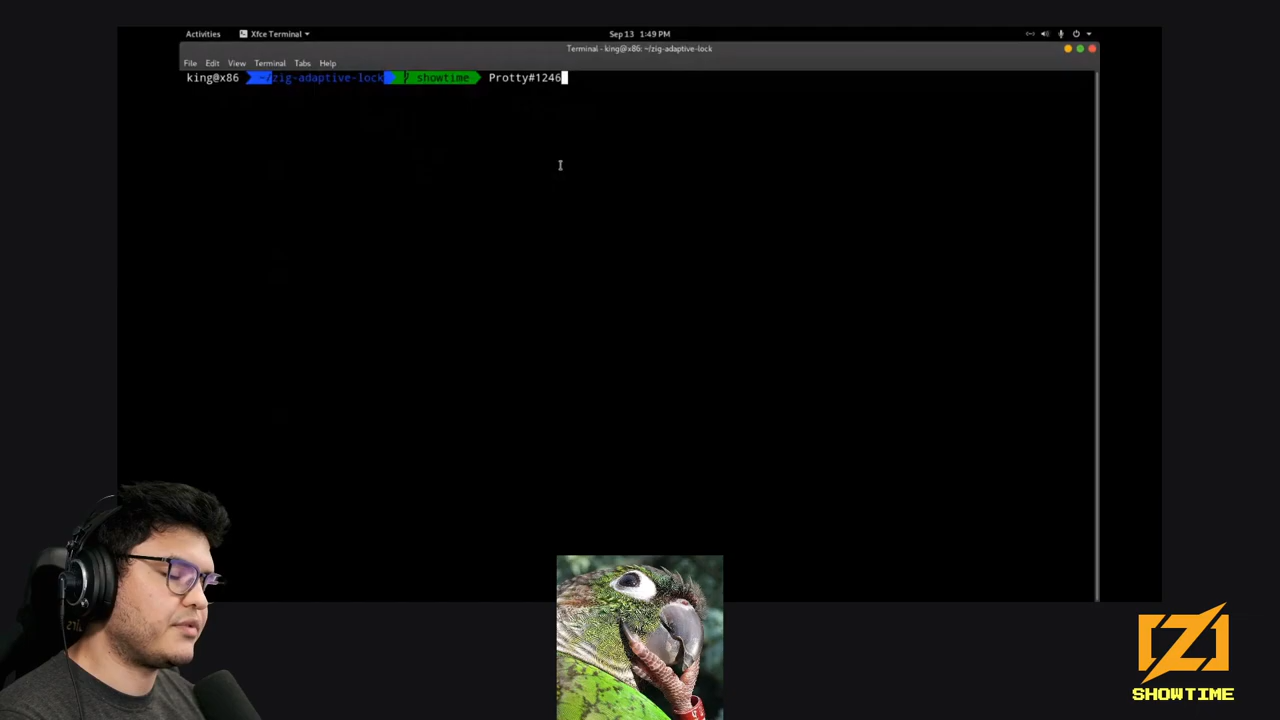 Activities Xfce Terminal Sep 13 1:49 PM
Terminal - king@x86: ~/zig-adaptive-lock
File Edit View Terminal Tabs Help
king@x86 ~/zig-adaptive-lock showtime Protty#1246
Z
SHOWTIME